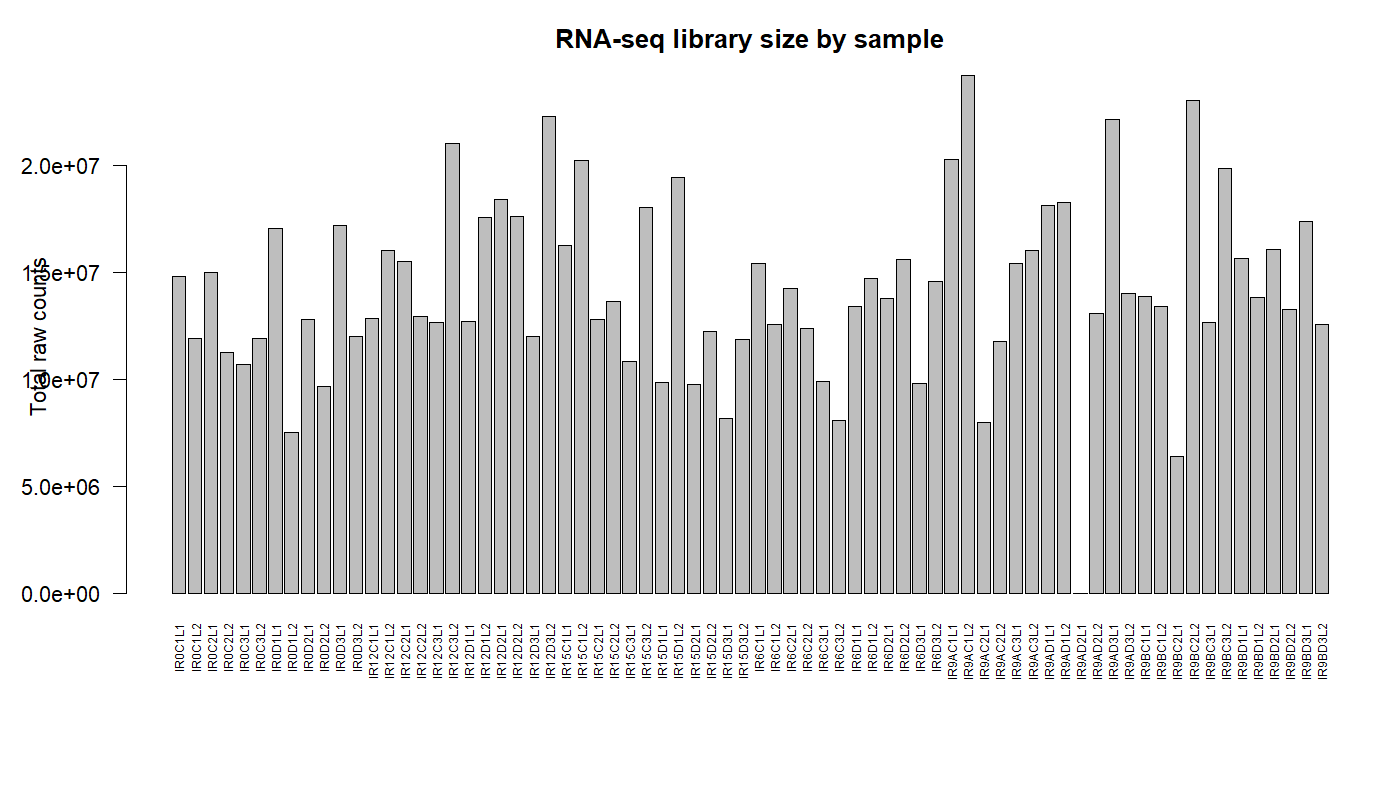 RNA-seq library size by sample
Total raw counts
2.0e+07
1.5e+07
1.0e+07
5.0e+06
0.0e+00
IR0C1L1
IR0C1L2
IR0C2L1
IR0C2L2
IR0C3L1
IR0C3L2
IR0D1L1
IR0D1L2
IR0D2L1
IR0D2L2
IR0D3L1
IR0D3L2
IR12C1L1
IR12C1L2
IR12C2L1
IR12C2L2
IR12C3L1
IR12C3L2
IR12D1L1
IR12D1L2
IR12D2L1
IR12D2L2
IR12D3L1
IR12D3L2
IR15C1L1
IR15C1L2
IR15C2L1
IR15C2L2
IR15C3L1
IR15C3L2
IR15D1L1
IR15D1L2
IR15D2L1
IR15D2L2
IR15D3L1
IR15D3L2
IR6C1L1
IR6C1L2
IR6C2L1
IR6C2L2
IR6C3L1
IR6C3L2
IR6D1L1
IR6D1L2
IR6D2L1
IR6D2L2
IR6D3L1
IR6D3L2
IR9AC1L1
IR9AC1L2
IR9AC2L1
IR9AC2L2
IR9AC3L1
IR9AC3L2
IR9AD1L1
IR9AD1L2
IR9AD2L1
IR9AD2L2
IR9AD3L1
IR9AD3L2
IR9BC1L1
IR9BC1L2
IR9BC2L1
IR9BC2L2
IR9BC3L1
IR9BC3L2
IR9BD1L1
IR9BD1L2
IR9BD2L1
IR9BD2L2
IR9BD3L1
IR9BD3L2